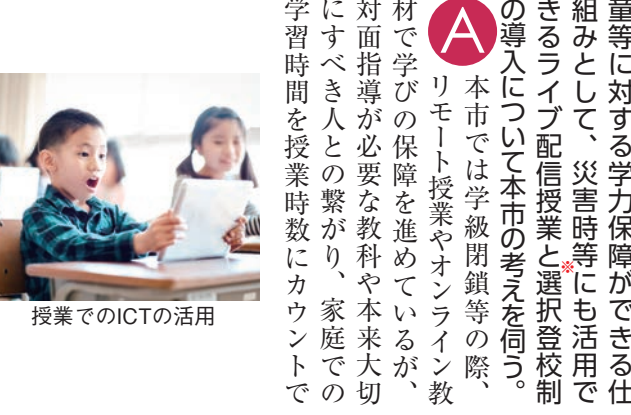 等に対する学力保障ができる仕
組みとして、災害時等にも活用で
きるライブ配信授業と※選択登校制
の導入について本市の考えを伺う。
A
本市では学級閉鎖等の際、
リモート授業やオンライン教
材で学びの保障を進めているが、
対面指導が必要な教科や本来大切
にすべき人との繋がり、家庭での
学習時間を授業時数にカウントで
授業でのICTの活用